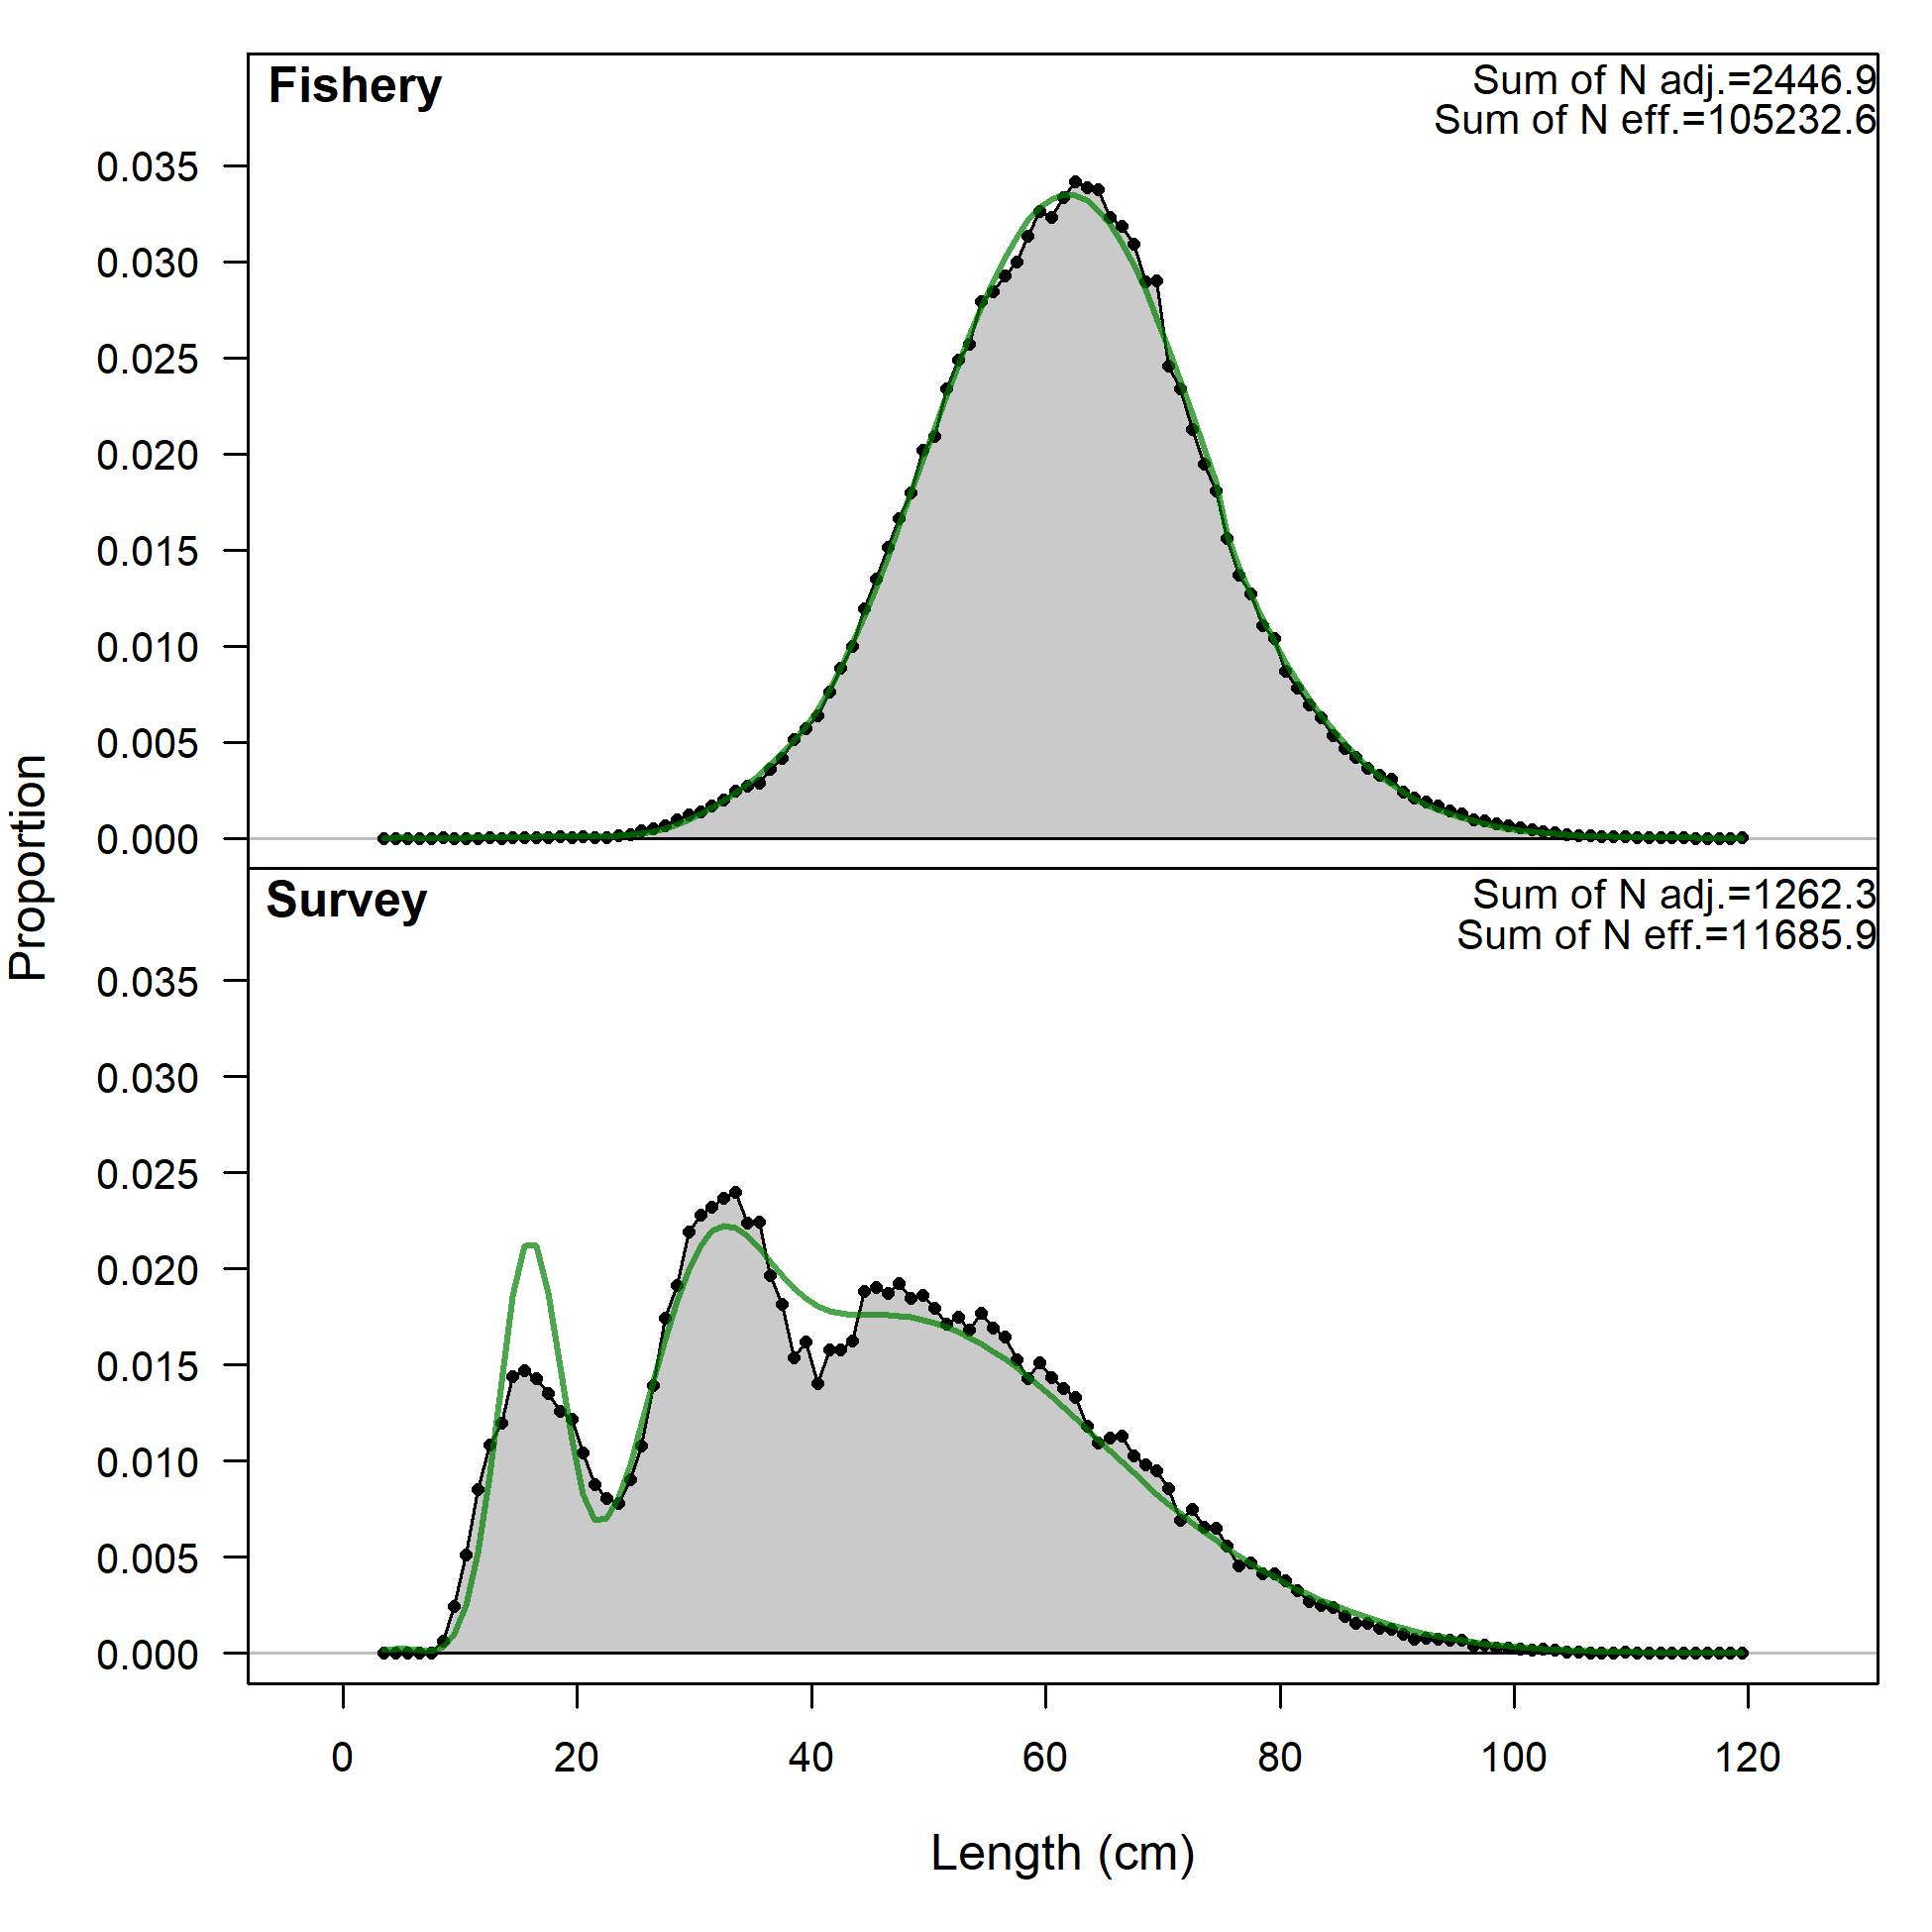 Fishery
Sum of N adj.=2446.9
Sum of N eff.=105232.6
0.035
0.030
0.025
0.020
0.015
0.010
0.005
0.000
Survey
Sum of N adj.=1262.3
Sum of N eff.=11685.9
0.035
0.030
0.025
0.020
0.015
0.010
0.005
0.000
Proportion
0 20 40 60 80 100 120
Length (cm)